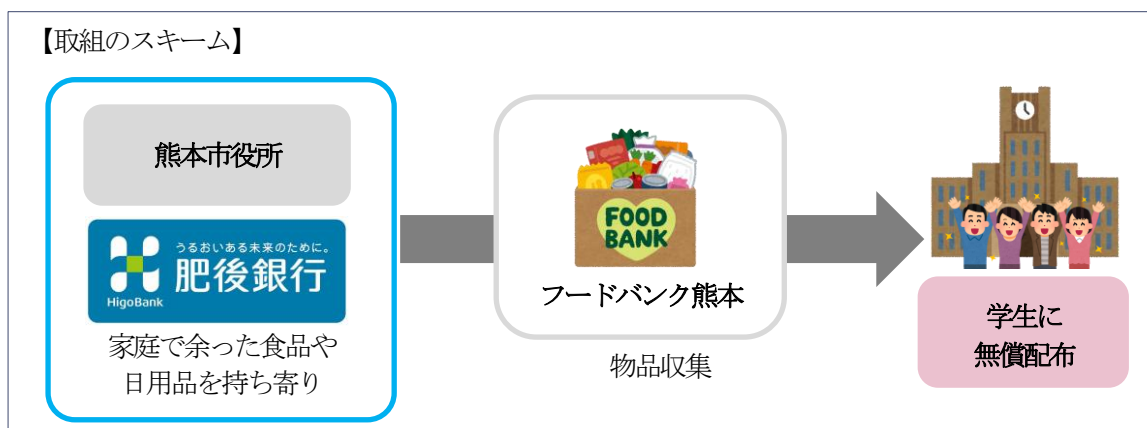 【取組のスキーム】
熊本市役所
うるおいある未来のために。
肥後銀行
HigoBank
家庭で余った食品や
日用品を持ち寄り
FOOD
BANK
フードバンク熊本
物品収集
学生に
無償配布